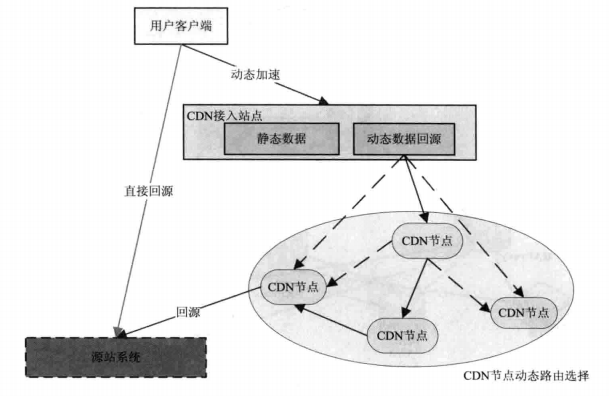 用户客户端
动态加速
CDN接入站点
静态数据
动态数据回源
直接回源
CDN节点
CDN节点
CDN节点
回源
CDN节点
源站系统
CDN节点动态路由选择